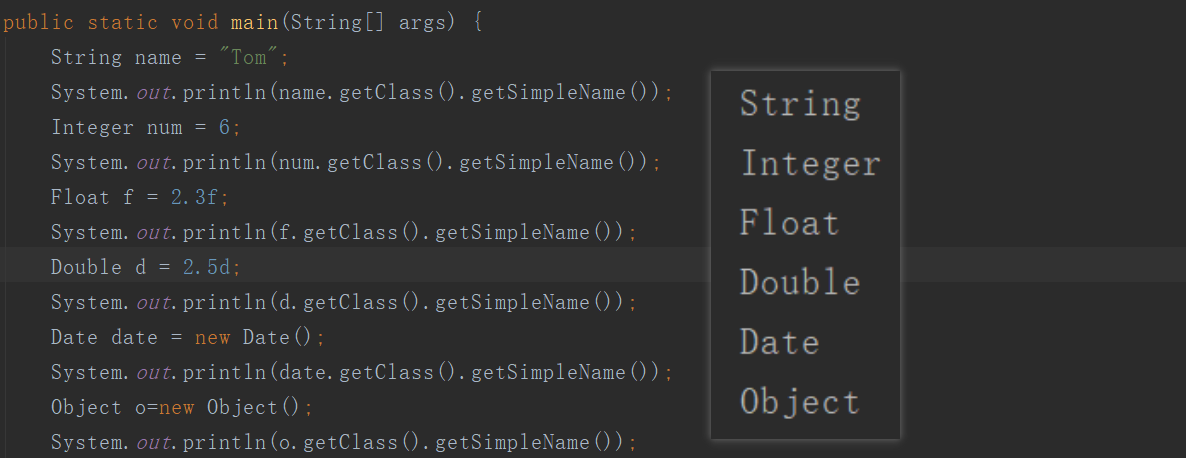 public static void main(String[] args) {
String name = "Tom";
System.out.println(name.getClass().getSimpleName());
Integer num = 6;
System.out.println(num.getClass().getSimpleName());
Float f = 2.3f;
System.out.println(f.getClass().getSimpleName());
Double d = 2.5d;
System.out.println(d.getClass().getSimpleName());
Date date = new Date();
System.out.println(date.getClass().getSimpleName());
Object o=new Object();
System.out.println(o.getClass().getSimpleName());
String
Integer
Float
Double
Date
Object